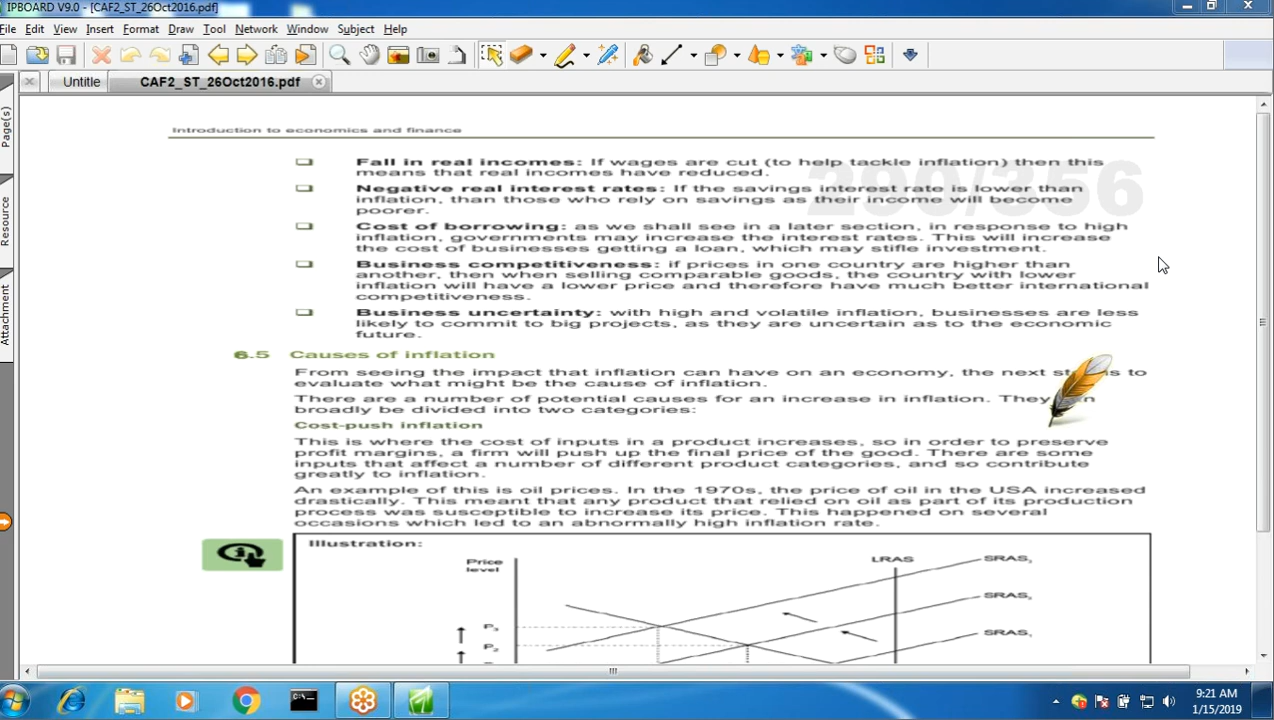 IPBOARD V9.0 - [CAF2_ST_26Oct2016.pdf]
File Edit View Insert Format Draw Tool Network Window Subject Help
Untitle CAF2_ST_26Oct2016.pdf
Page(s)
Resource
Attachment
Introduction to economics and finance
290/356
Fall in real incomes: If wages are cut (to help tackle inflation) then this
means that real incomes have reduced.
Negative real interest rates: If the savings interest rate is lower than
inflation, than those who rely on savings as their income will become
poorer.
Cost of borrowing: as we shall see in a later section, in response to high
inflation, governments may increase the interest rates. This will increase
the cost of businesses getting a loan, which may stifle investment.
Business competitiveness: if prices in one country are higher than
another, then when selling comparable goods, the country with lower
inflation will have a lower price and therefore have much better international
competitiveness.
Business uncertainty: with high and volatile inflation, businesses are less
likely to commit to big projects, as they are uncertain as to the economic
future.
6.5 Causes of inflation
From seeing the impact that inflation can have on an economy, the next to
evaluate what might be the cause of inflation.
There are a number of potential causes for an increase in inflation. They
broadly be divided into two categories:
Cost-push inflation
This is where the cost of inputs in a product increases, so in order to preserve
profit margins, a firm will push up the final price of the good. There are some
inputs that affect a number of different product categories, and so contribute
greatly to inflation.
An example of this is oil prices. In the 1970s, the price of oil in the USA increased
drastically. This meant that any product that relied on oil as part of its production
process was susceptible to increase its price. This happened on several
occasions which led to an abnormally high inflation rate.
Illustration:
Price
level
LRAS
SRAS₃
SRAS₂
SRAS₁
P₃
P₂
9:21 AM
1/15/2019